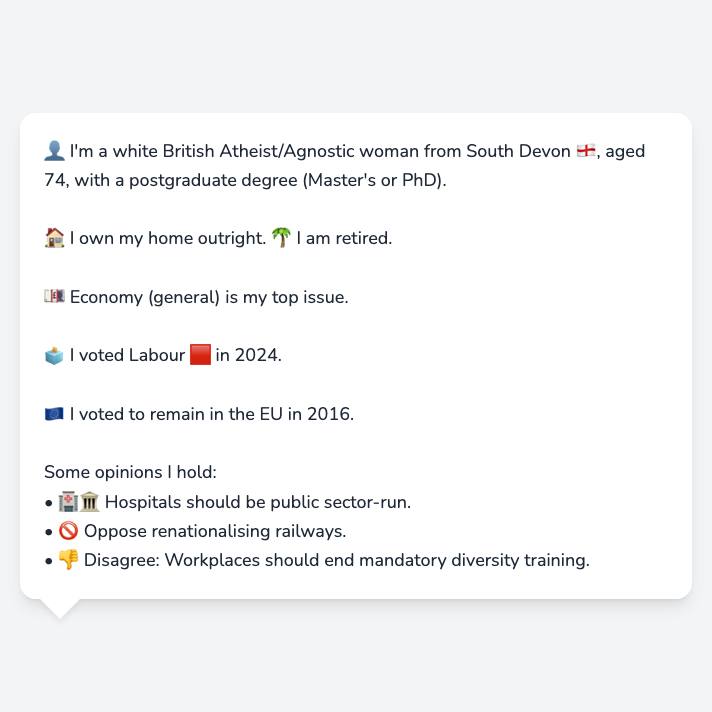 👤 I'm a white British Atheist/Agnostic woman from South Devon 🏴󠁧󠁢󠁥󠁮󠁧󠁿, aged
74, with a postgraduate degree (Master's or PhD).
🏠 I own my home outright. 🌴 I am retired.
💷 Economy (general) is my top issue.
🗳️ I voted Labour 🟥 in 2024.
🇪🇺 I voted to remain in the EU in 2016.
Some opinions I hold:
• 🏥🏛️ Hospitals should be public sector-run.
• 🚫 Oppose renationalising railways.
• 👎 Disagree: Workplaces should end mandatory diversity training.